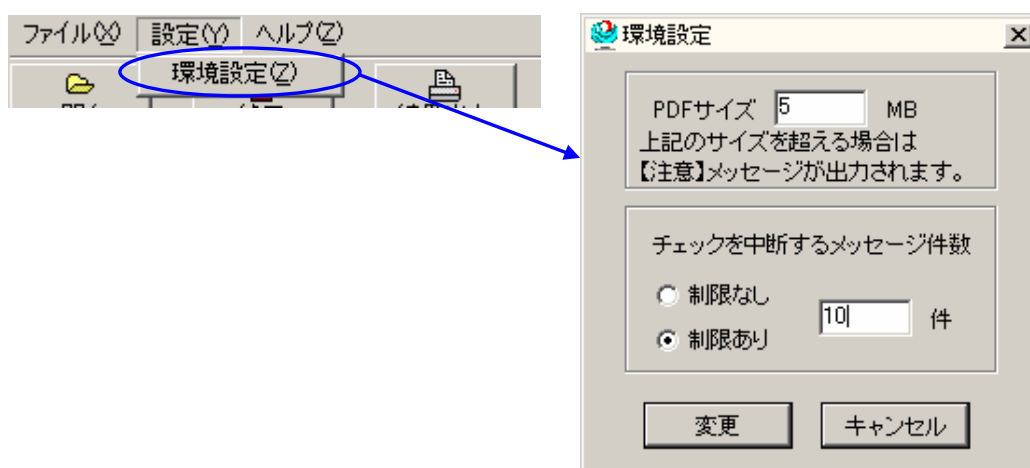 ファイル(X) 設定(Y) ヘルプ(Z)
環境設定(Z)
環境設定
PDFサイズ 5 MB
上記のサイズを超える場合は
【注意】メッセージが出力されます。
チェックを中断するメッセージ件数
制限なし
10 件
制限あり
変更 キャンセル